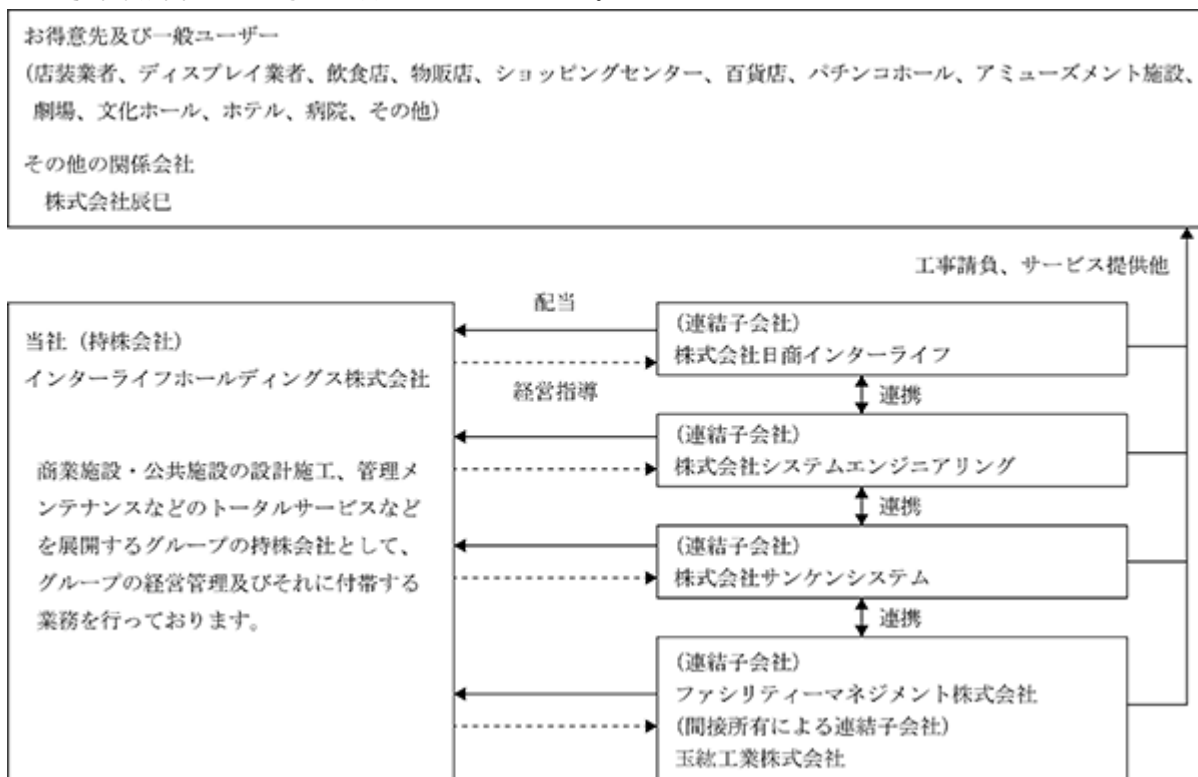 お得意先及び一般ユーザー
(店装業者、ディスプレイ業者、飲食店、物販店、ショッピングセンター、百貨店、パチンコホール、アミューズメント施設、
劇場、文化ホール、ホテル、病院、その他)
その他の関係会社
株式会社辰巳
工事請負、サービス提供他
当社（持株会社）
インターライフホールディングス株式会社
商業施設・公共施設の設計施工、管理メ
ンテナンスなどのトータルサービスなど
を展開するグループの持株会社として、
グループの経営管理及びそれに付帯する
業務を行っております。
配当
経営指導
(連結子会社)
株式会社日商インターライフ
連携
(連結子会社)
株式会社システムエンジニアリング
連携
(連結子会社)
株式会社サンケンシステム
連携
(連結子会社)
ファシリティーマネジメント株式会社
(間接所有による連結子会社)
玉紘工業株式会社